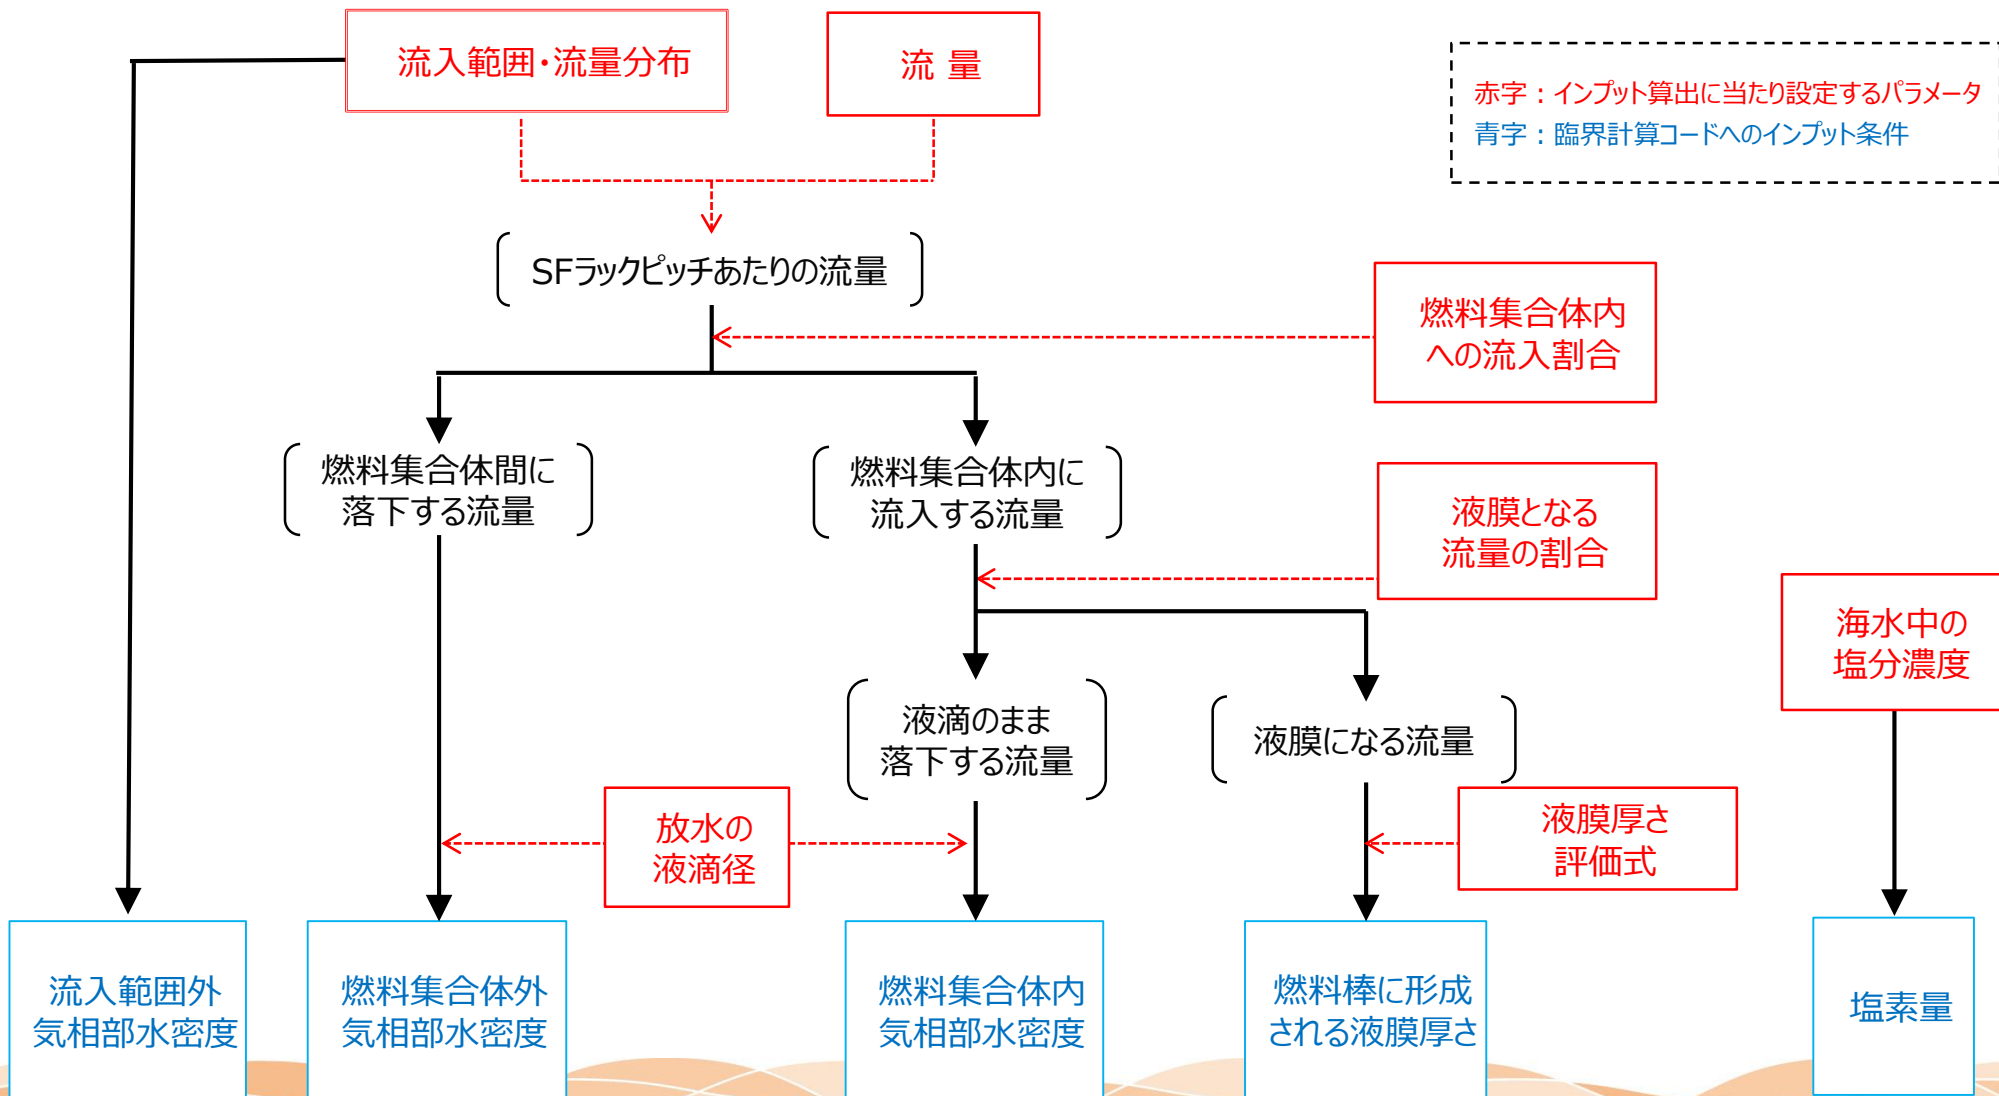 流入範囲・流量分布
流 量
赤字：インプット算出に当たり設定するパラメータ
青字：臨界計算コードへのインプット条件
SFラックピッチあたりの流量
燃料集合体内
への流入割合
燃料集合体間に
落下する流量
燃料集合体内に
流入する流量
液膜となる
流量の割合
海水中の
塩分濃度
液滴のまま
落下する流量
液膜になる流量
放水の
液滴径
液膜厚さ
評価式
流入範囲外
気相部水密度
燃料集合体外
気相部水密度
燃料集合体内
気相部水密度
燃料棒に形成
される液膜厚さ
塩素量